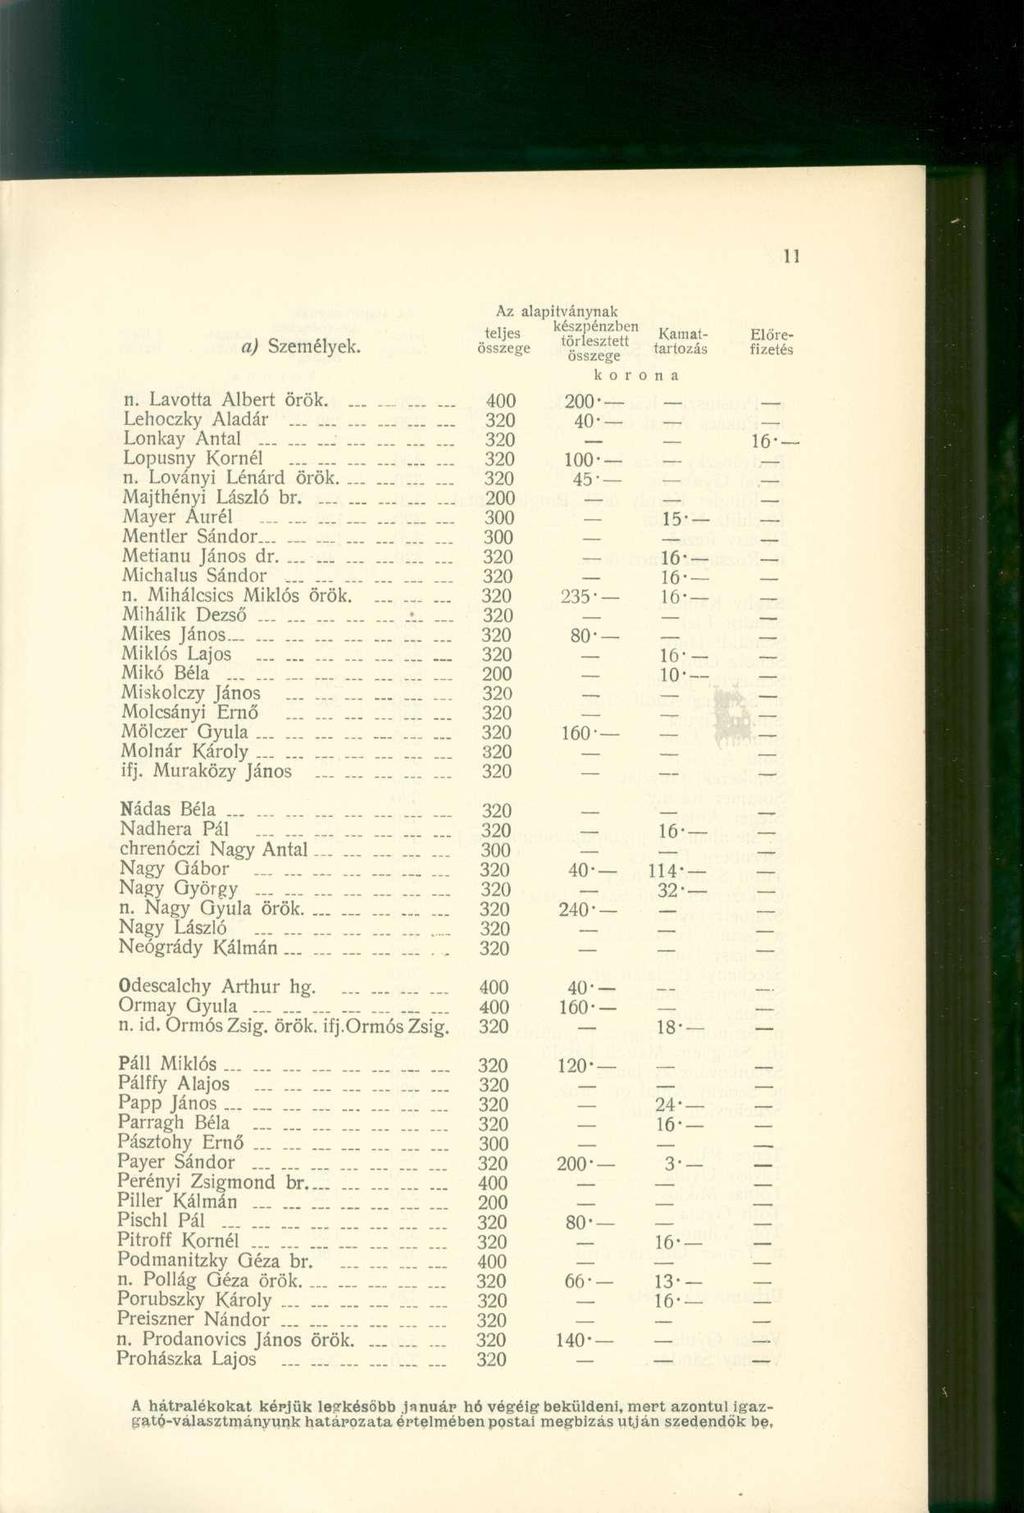 11
Az alapítványnak
a) Személyek. teljes összege készpénzben törlesztett összege Kamattartozás Előrefizetés
korona
n. Lavotta Albert örök. 400 200·— — —
Lehoczky Aladár 320 40·— — —
Lonkay Antal 320 — — 16·—
Lopusny Kornél 320 100·— — —
n. Loványi Lénárd örök. 320 45·— — —
Majthényi László br. 200 — — —
Mayer Aurél 300 — 15·— —
Mentler Sándor 300 — — —
Metianu János dr. 320 — 16·— —
Michalus Sándor 320 — 16·— —
n. Mihálcsics Miklós örök. 320 235·— 16·— —
Mihálik Dezső 320 — — —
Mikes János 320 80·— — —
Miklós Lajos 320 — 16·— —
Mikó Béla 200 — 10·— —
Miskolczy János 320 — — —
Molcsányi Ernő 320 — — —
Mölczer Gyula 320 160·— — —
Molnár Károly 320 — — —
ifj. Muraközy János 320 — — —
Nádas Béla 320 — — —
Nadhera Pál 320 — 16·— —
chrenóczi Nagy Antal 300 — — —
Nagy Gábor 320 40·— 114·— —
Nagy György 320 — 32·— —
n. Nagy Gyula örök. 320 240·— — —
Nagy László 320 — — —
Neógrády Kálmán 320 — — —
Odescalchy Arthur hg. 400 40·— — —
Ormay Gyula 400 160·— — —
n. id. Ormós Zsig. örök. ifj. Ormós Zsig. 320 — 18·— —
Páll Miklós 320 120·— — —
Pálffy Alajos 320 — — —
Papp János 320 — 24·— —
Parragh Béla 320 — 16·— —
Pásztohy Ernő 300 — — —
Payer Sándor 320 200·— 3·— —
Perényi Zsigmond br. 400 — — —
Piller Kálmán 200 — — —
Pischl Pál 320 80·— — —
Pitroff Kornél 320 — 16·— —
Podmanitzky Géza br. 400 — — —
n. Pollág Géza örök. 320 66·— 13·— —
Porubszky Károly 320 — 16·— —
Preiszner Nándor 320 — — —
n. Prodanovics János örök. 320 140·— — —
Prohászka Lajos 320 — — —
A hátralékokat kérjük legkésőbb január hó végéig beküldeni, mert azontul igaz-
gató-választmányunk határozata értelmében postai megbizás utján szedendők be.